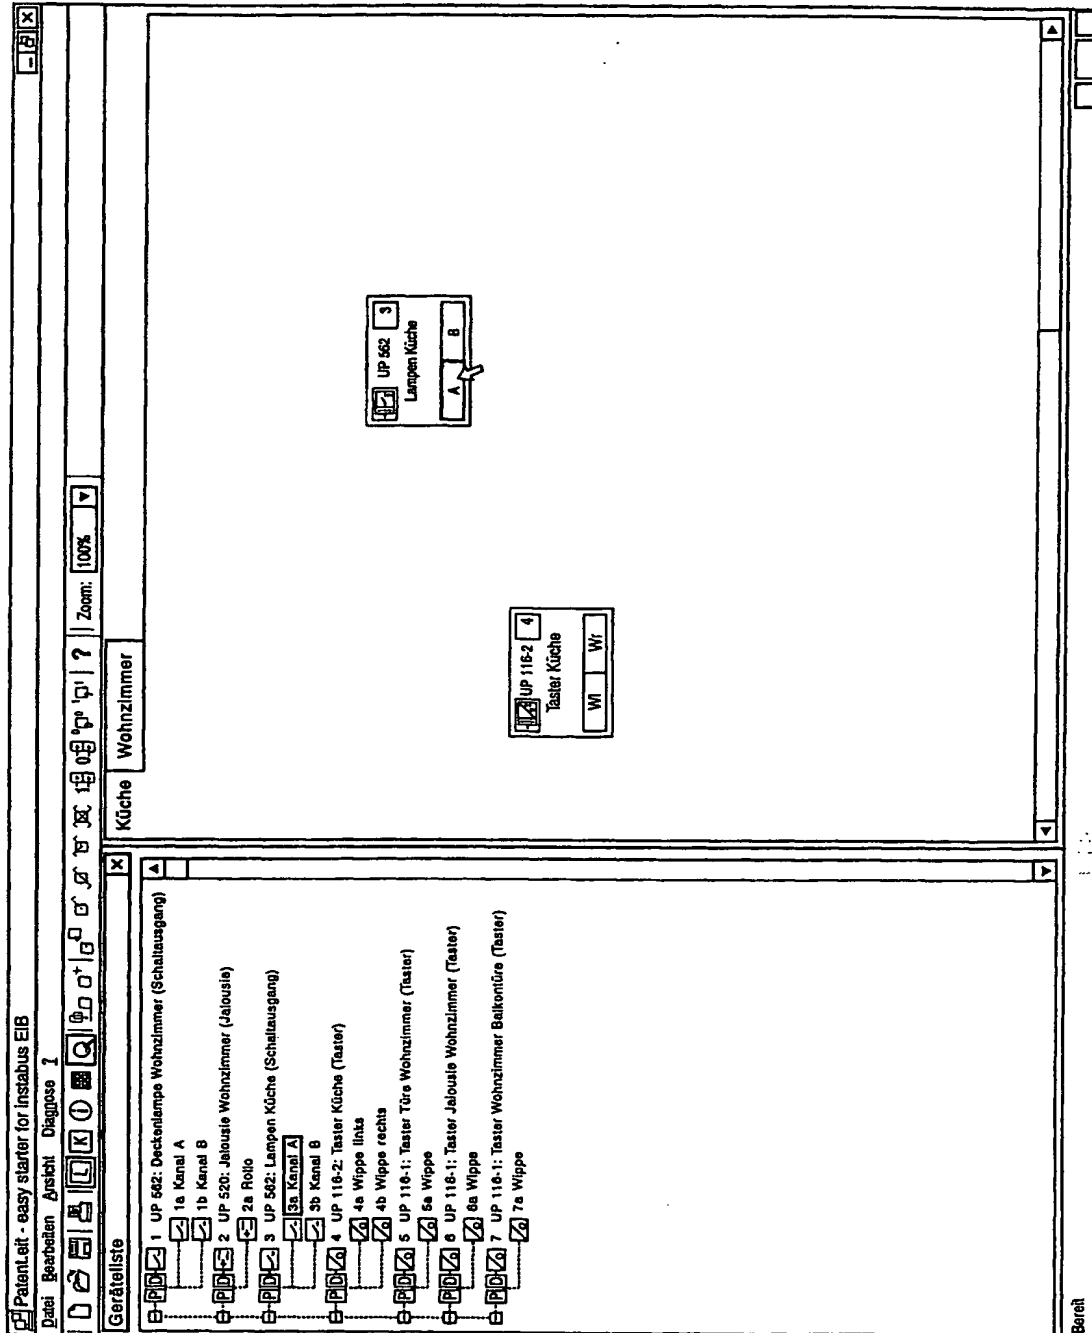 Patent.eit - easy starter for instabus EIB
Datei Bearbeiten Ansicht Diagnose ?
L K ? Zoom: 100%
Geräteliste
1 UP 562: Deckenlampe Wohnzimmer (Schaltausgang)
1a Kanal A
1b Kanal B
2 UP 520: Jalousie Wohnzimmer (Jalousie)
2a Rollo
3 UP 562: Lampen Küche (Schaltausgang)
3a Kanal A
3b Kanal B
4 UP 116-2: Taster Küche (Taster)
4a Wippe links
4b Wippe rechts
5 UP 116-1: Taster Türe Wohnzimmer (Taster)
5a Wippe
6 UP 116-1: Taster Jalousie Wohnzimmer (Taster)
6a Wippe
7 UP 116-1: Taster Wohnzimmer Balkontüre (Taster)
7a Wippe
Küche Wohnzimmer
UP 562 3
Lampen Küche
A B
UP 116-2 4
Taster Küche
Wl Wr
Bereit